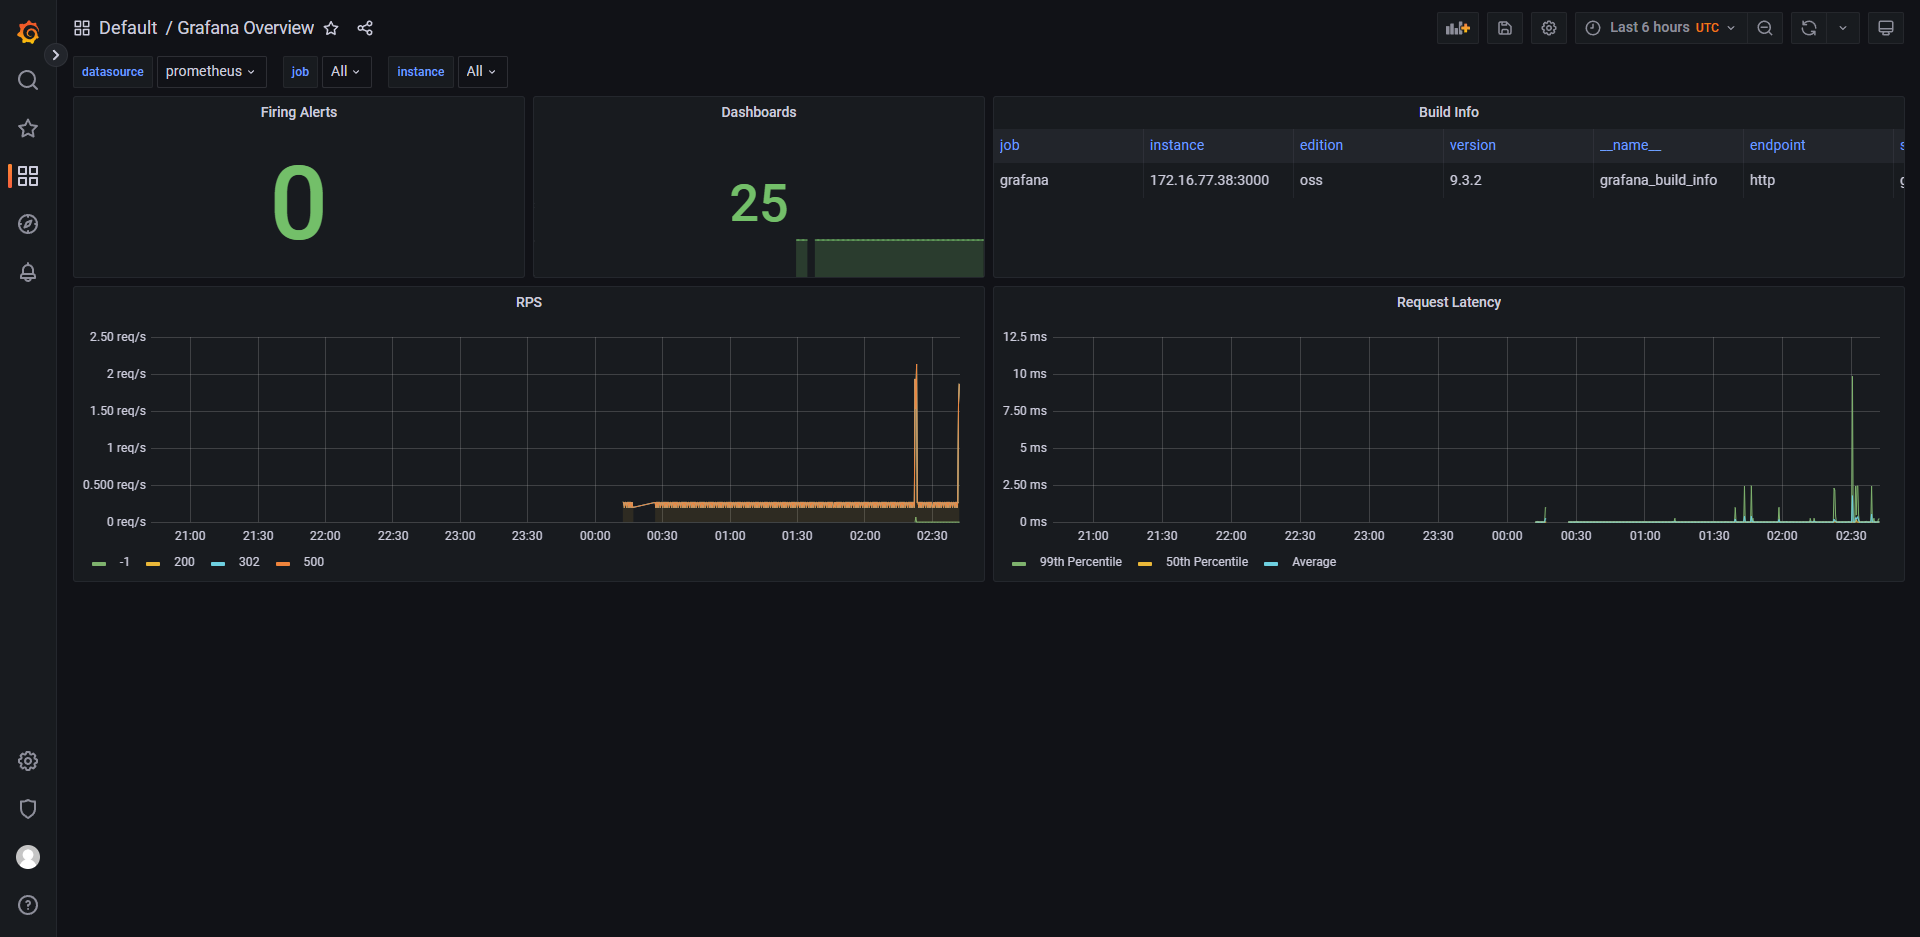 Default / Grafana Overview
Last 6 hours UTC
datasource prometheus job All instance All
Firing Alerts
0
Dashboards
25
Build Info
job instance edition version __name__ endpoint
grafana 172.16.77.38:3000 oss 9.3.2 grafana_build_info http
RPS
2.50 req/s
2 req/s
1.50 req/s
1 req/s
0.500 req/s
0 req/s
21:00 21:30 22:00 22:30 23:00 23:30 00:00 00:30 01:00 01:30 02:00 02:30
-1 200 302 500
Request Latency
12.5 ms
10 ms
7.50 ms
5 ms
2.50 ms
0 ms
21:00 21:30 22:00 22:30 23:00 23:30 00:00 00:30 01:00 01:30 02:00 02:30
99th Percentile 50th Percentile Average